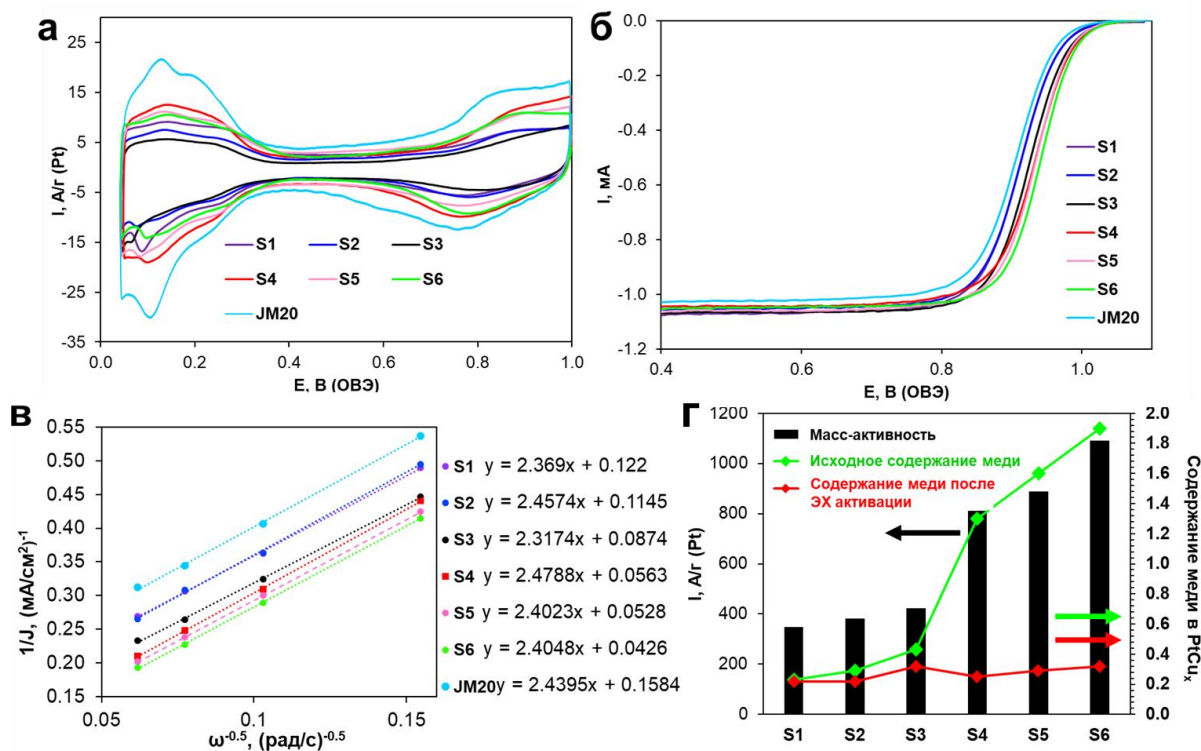 а
I, А/г (Pt)
25
15
5
-5
-15
-25
-35
0.0
0.2
0.4
0.6
0.8
1.0
S1
S2
S3
S4
S5
S6
JM20
E, В (ОВЭ)
б
I, мА
0.0
-0.2
-0.4
-0.6
-0.8
-1.0
-1.2
0.4
0.6
0.8
1.0
S1
S2
S3
S4
S5
S6
JM20
E, В (ОВЭ)
в
1/J, (мА/см²)⁻¹
0.55
0.50
0.45
0.40
0.35
0.30
0.25
0.20
0.15
0.05
0.1
0.15
ω⁻⁰·⁵, (рад/с)⁻⁰·⁵
S1 y = 2.369x + 0.122
S2 y = 2.4574x + 0.1145
S3 y = 2.3174x + 0.0874
S4 y = 2.4788x + 0.0563
S5 y = 2.4023x + 0.0528
S6 y = 2.4048x + 0.0426
JM20 y = 2.4395x + 0.1584
Г
I, А/г (Pt)
1200
1000
800
600
400
200
0
Масс-активность
Исходное содержание меди
Содержание меди после
ЭХ активации
S1
S2
S3
S4
S5
S6
2.0
1.8
1.6
1.4
1.2
1.0
0.8
0.6
0.4
0.2
0.0
Содержание меди в PtCuₓ